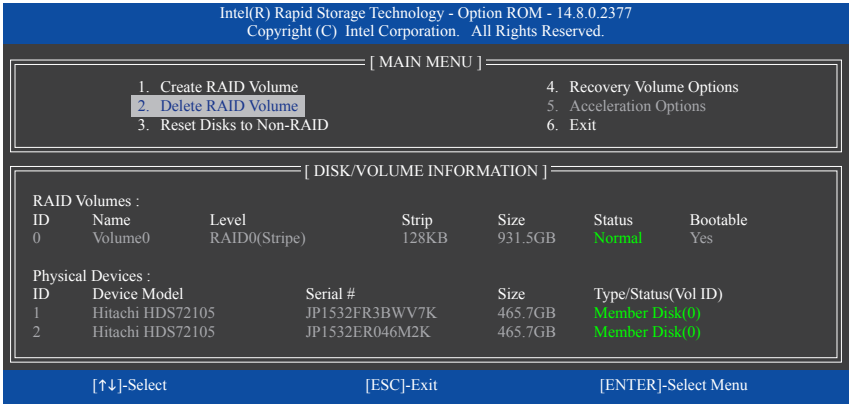 Intel(R) Rapid Storage Technology - Option ROM - 14.8.0.2377
Copyright (C) Intel Corporation. All Rights Reserved.
[ MAIN MENU ]
1. Create RAID Volume 4. Recovery Volume Options
2. Delete RAID Volume 5. Acceleration Options
3. Reset Disks to Non-RAID 6. Exit
[ DISK/VOLUME INFORMATION ]
RAID Volumes :
ID Name Level Strip Size Status Bootable
0 Volume0 RAID0(Stripe) 128KB 931.5GB Normal Yes
Physical Devices :
ID Device Model Serial # Size Type/Status(Vol ID)
1 Hitachi HDS72105 JP1532FR3BWV7K 465.7GB Member Disk(0)
2 Hitachi HDS72105 JP1532ER046M2K 465.7GB Member Disk(0)
[↑↓]-Select [ESC]-Exit [ENTER]-Select Menu